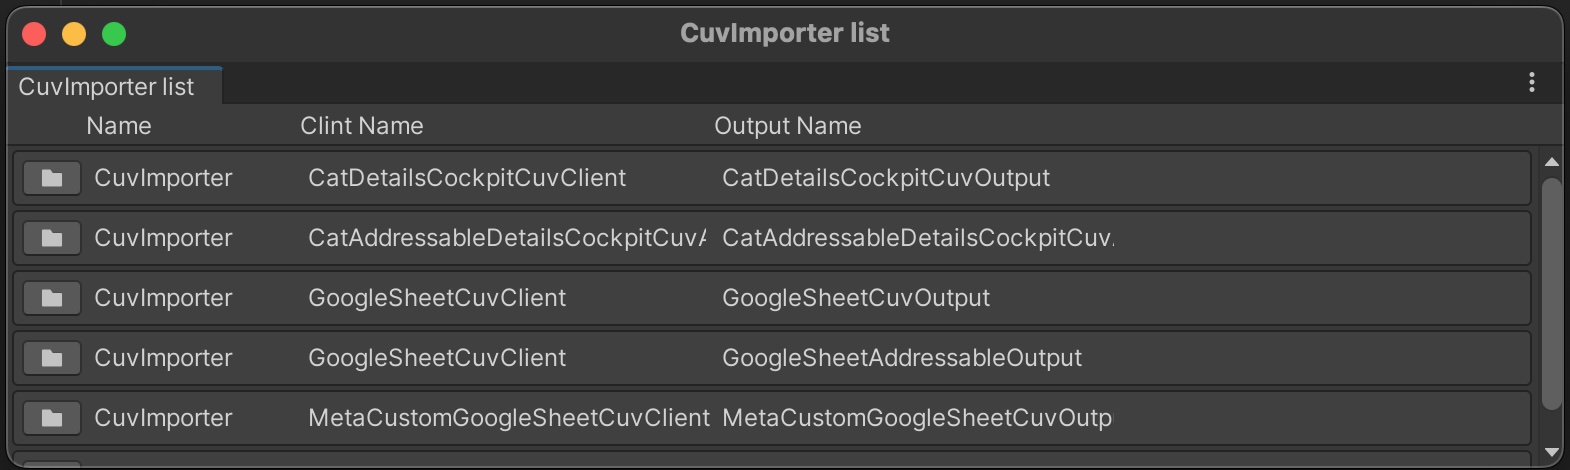 CuvImporter list
CuvImporter list
Name Clint Name Output Name
CuvImporter CatDetailsCockpitCuvClient CatDetailsCockpitCuvOutput
CuvImporter CatAddressableDetailsCockpitCuvA CatAddressableDetailsCockpitCuv.
CuvImporter GoogleSheetCuvClient GoogleSheetCuvOutput
CuvImporter GoogleSheetCuvClient GoogleSheetAddressableOutput
CuvImporter MetaCustomGoogleSheetCuvClient MetaCustomGoogleSheetCuvOutp